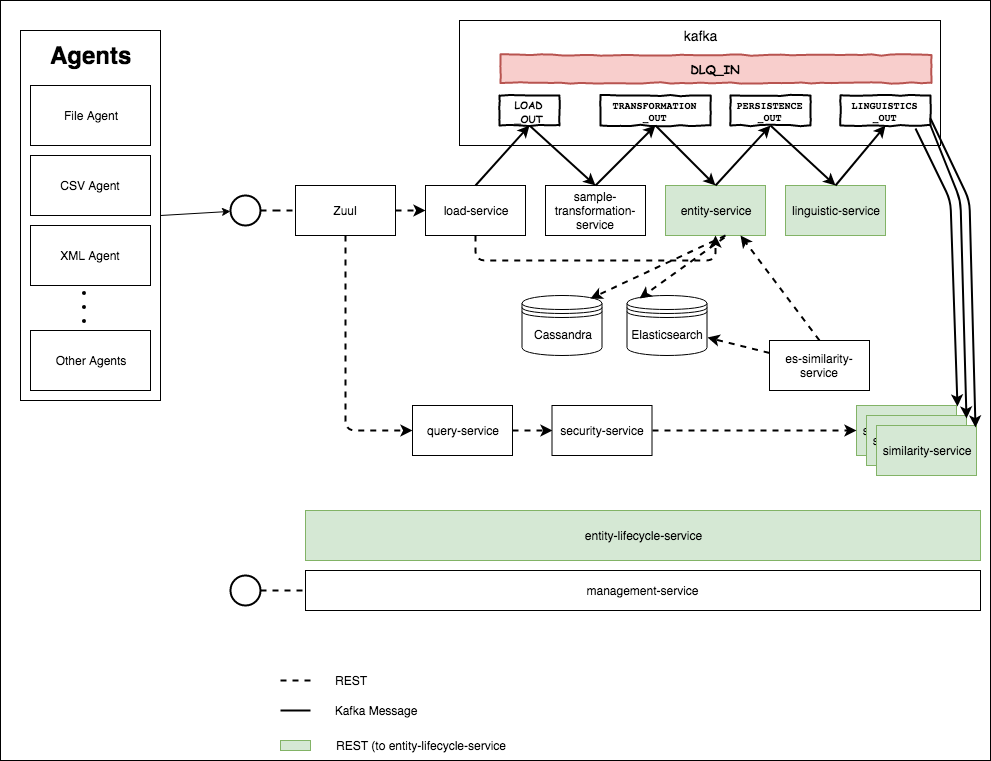 Agents
File Agent
CSV Agent
XML Agent
Other Agents
kafka
DLQ_IN
LOAD
_OUT
TRANSFORMATION
_OUT
PERSISTENCE
_OUT
LINGUISTICS
_OUT
Zuul
load-service
sample-
transformation-
service
entity-service
linguistic-service
Cassandra
Elasticsearch
es-similarity-
service
query-service
security-service
similarity-service
entity-lifecycle-service
management-service
REST
Kafka Message
REST (to entity-lifecycle-service